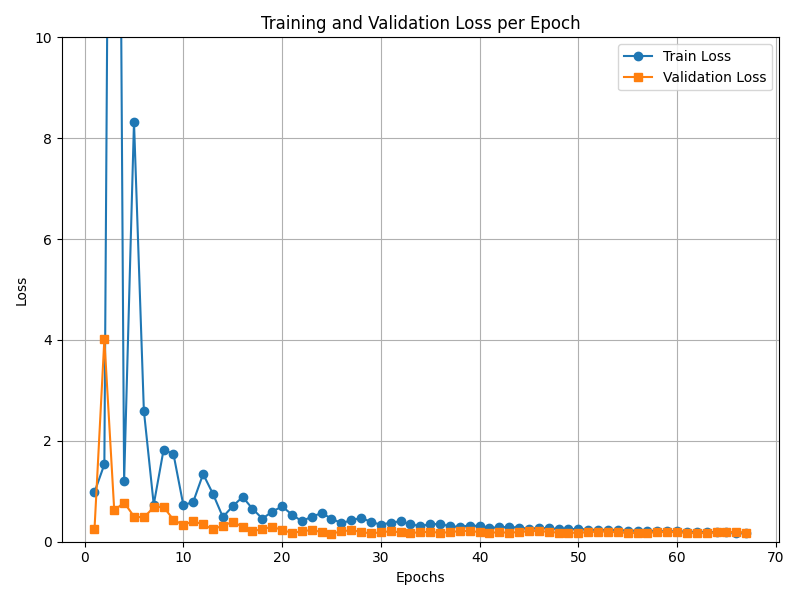 Training and Validation Loss per Epoch
Train Loss
Validation Loss
Loss
10
8
6
4
2
0
0 10 20 30 40 50 60 70
Epochs